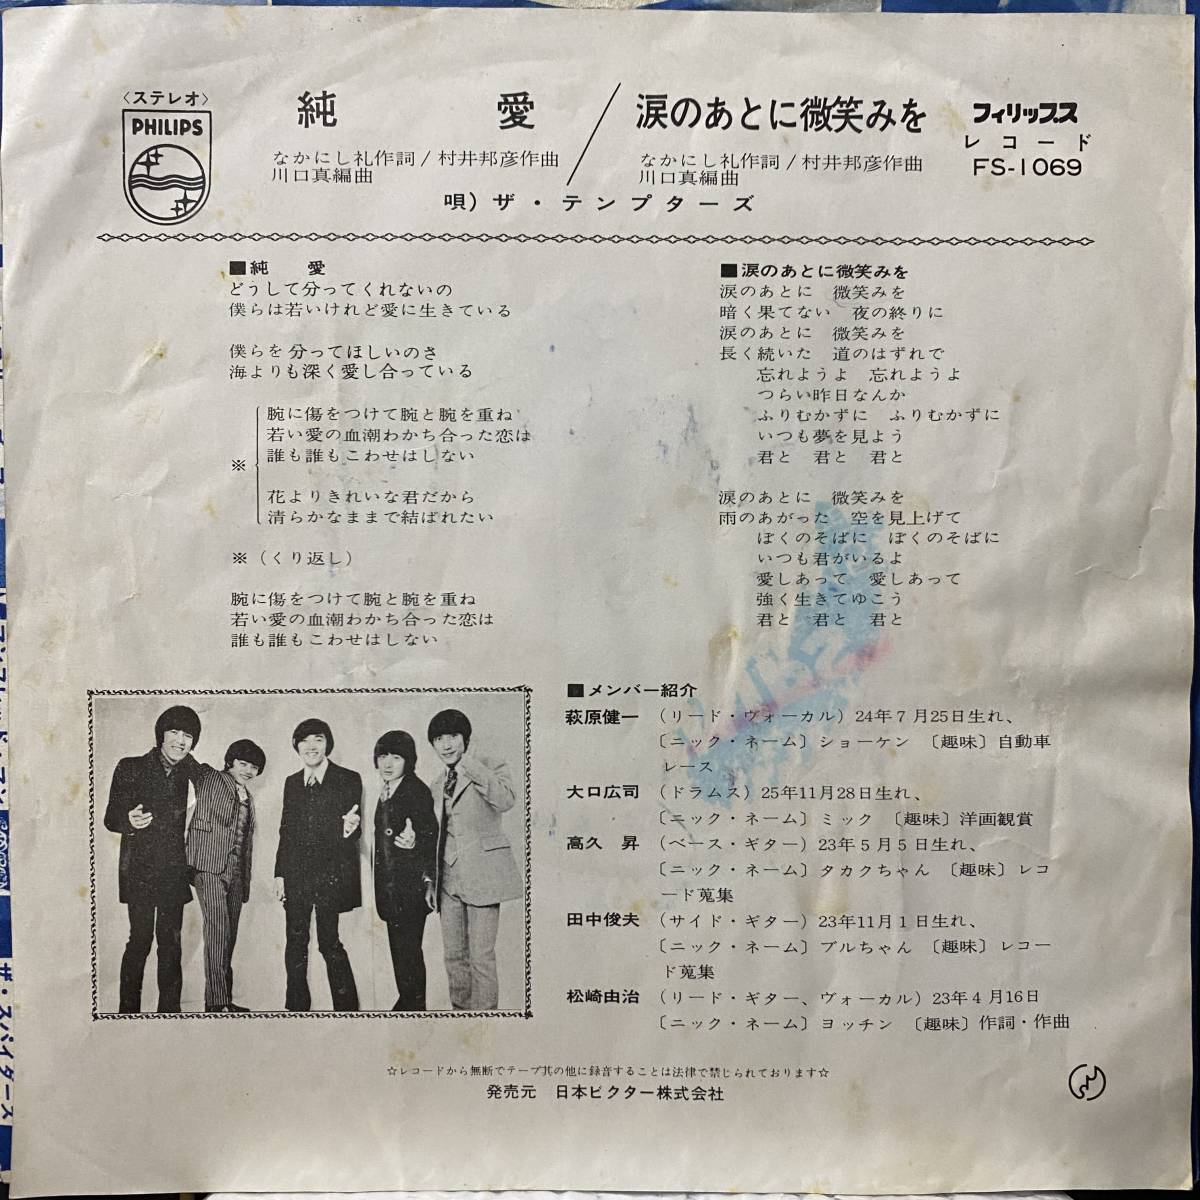 〈ステレオ〉
PHILIPS
純愛
なかにし礼作詞/村井邦彦作曲
川口真編曲
涙のあとに微笑みを
なかにし礼作詞/村井邦彦作曲
川口真編曲
フィリップス
レコード
FS-1069
唄)ザ・テンプターズ
■純　愛
どうして分ってくれないの
僕らは若いけれど愛に生きている
僕らを分ってほしいのさ
海よりも深く愛し合っている
腕に傷をつけて腕と腕を重ね
若い愛の血潮わかち合った恋は
誰も誰もこわせはしない
※
花よりきれいな君だから
清らかなままで結ばれたい
※(くり返し)
腕に傷をつけて腕と腕を重ね
若い愛の血潮わかち合った恋は
誰も誰もこわせはしない
■涙のあとに微笑みを
涙のあとに　微笑みを
暗く果てない　夜の終りに
涙のあとに　微笑みを
長く続いた　道のはずれで
忘れようよ　忘れようよ
つらい昨日なんか
ふりむかずに　ふりむかずに
いつも夢を見よう
君と　君と　君と
涙のあとに　微笑みを
雨のあがった　空を見上げて
ぼくのそばに　ぼくのそばに
いつも君がいるよ
愛しあって　愛しあって
強く生きてゆこう
君と　君と　君と
■メンバー紹介
萩原健一　(リード・ヴォーカル)24年7月25日生れ、
〔ニック・ネーム〕ショーケン　〔趣味〕自動車
レース
大口広司　(ドラムス)25年11月28日生れ、
〔ニック・ネーム〕ミック　〔趣味〕洋画観賞
高久　昇　(ベース・ギター)23年5月5日生れ、
〔ニック・ネーム〕タカクちゃん　〔趣味〕レコ
ード蒐集
田中俊夫　(サイド・ギター)23年11月1日生れ、
〔ニック・ネーム〕ブルちゃん　〔趣味〕レコー
ド蒐集
松崎由治　(リード・ギター、ヴォーカル)23年4月16日
〔ニック・ネーム〕ヨッチン　〔趣味〕作詞・作曲
☆レコードから無断でテープ其の他に録音することは法律で禁じられております☆
発売元　日本ビクター株式会社
ザ・スパイダース